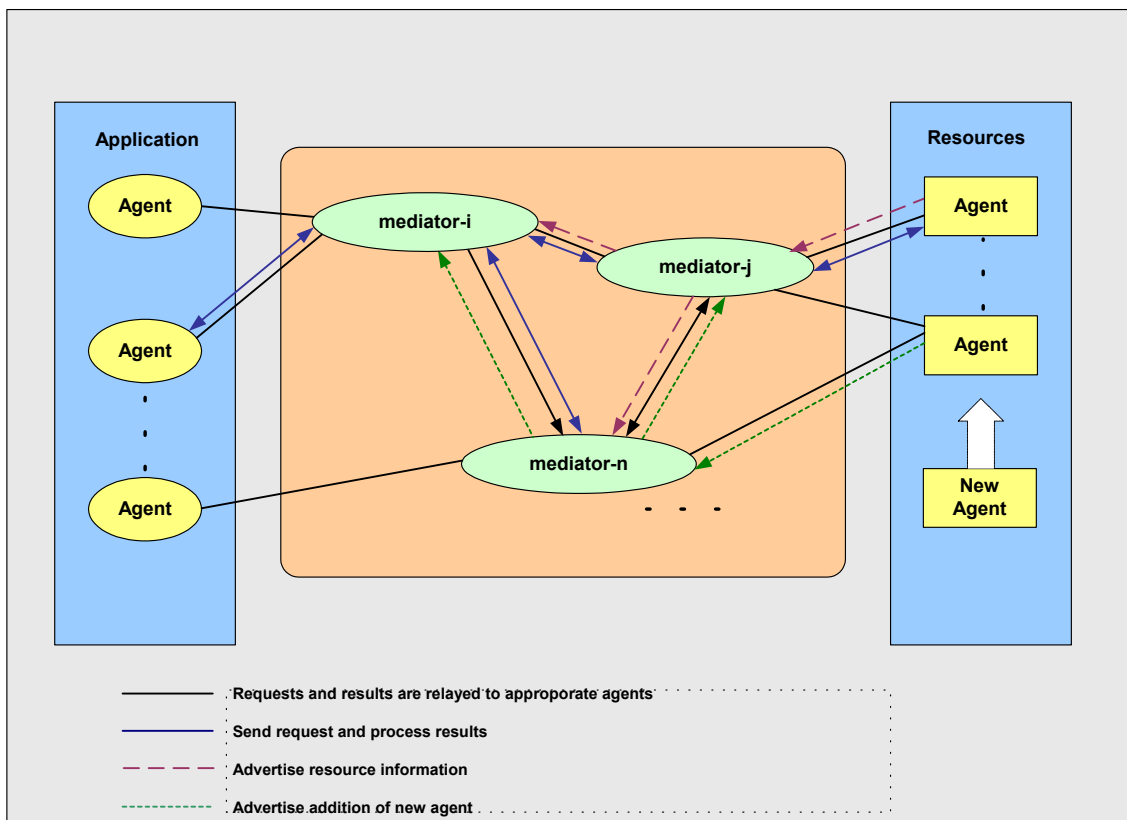 Application
Resources
Agent
mediator-i
Agent
mediator-j
Agent
Agent
mediator-n
Agent
New
Agent
Requests and results are relayed to approporate agents
Send request and process results
Advertise resource information
Advertise addition of new agent